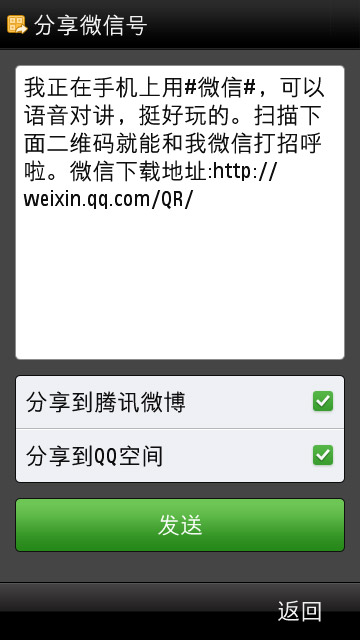 分享微信号
我正在手机上用#微信#，可以
语音对讲，挺好玩的。扫描下
面二维码就能和我微信打招呼
啦。微信下载地址:http://
weixin.qq.com/QR/
分享到腾讯微博
分享到QQ空间
发送
返回